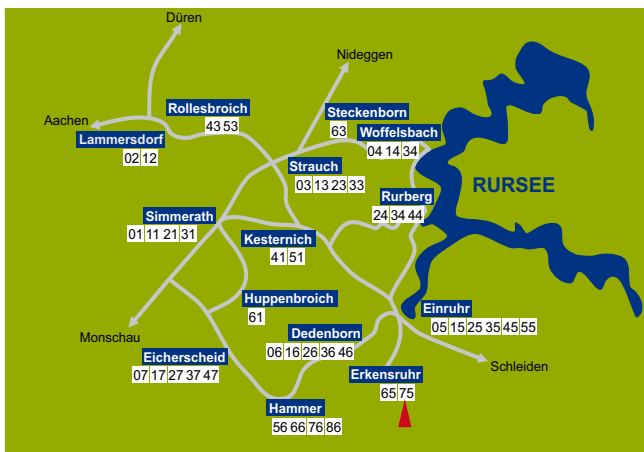 Düren
Nideggen
Aachen
Rollesbroich
43 53
Steckenborn
63
Woffelsbach
04 14 34
Lammersdorf
02 12
Strauch
03 13 23 33
RURSEE
Rurberg
24 34 44
Simmerath
01 11 21 31
Kesternich
41 51
Huppenbroich
61
Einruhr
05 15 25 35 45 55
Monschau
Dedenborn
06 16 26 36 46
Eicherscheid
07 17 27 37 47
Erkensruhr
65 75
Schleiden
Hammer
56 66 76 86